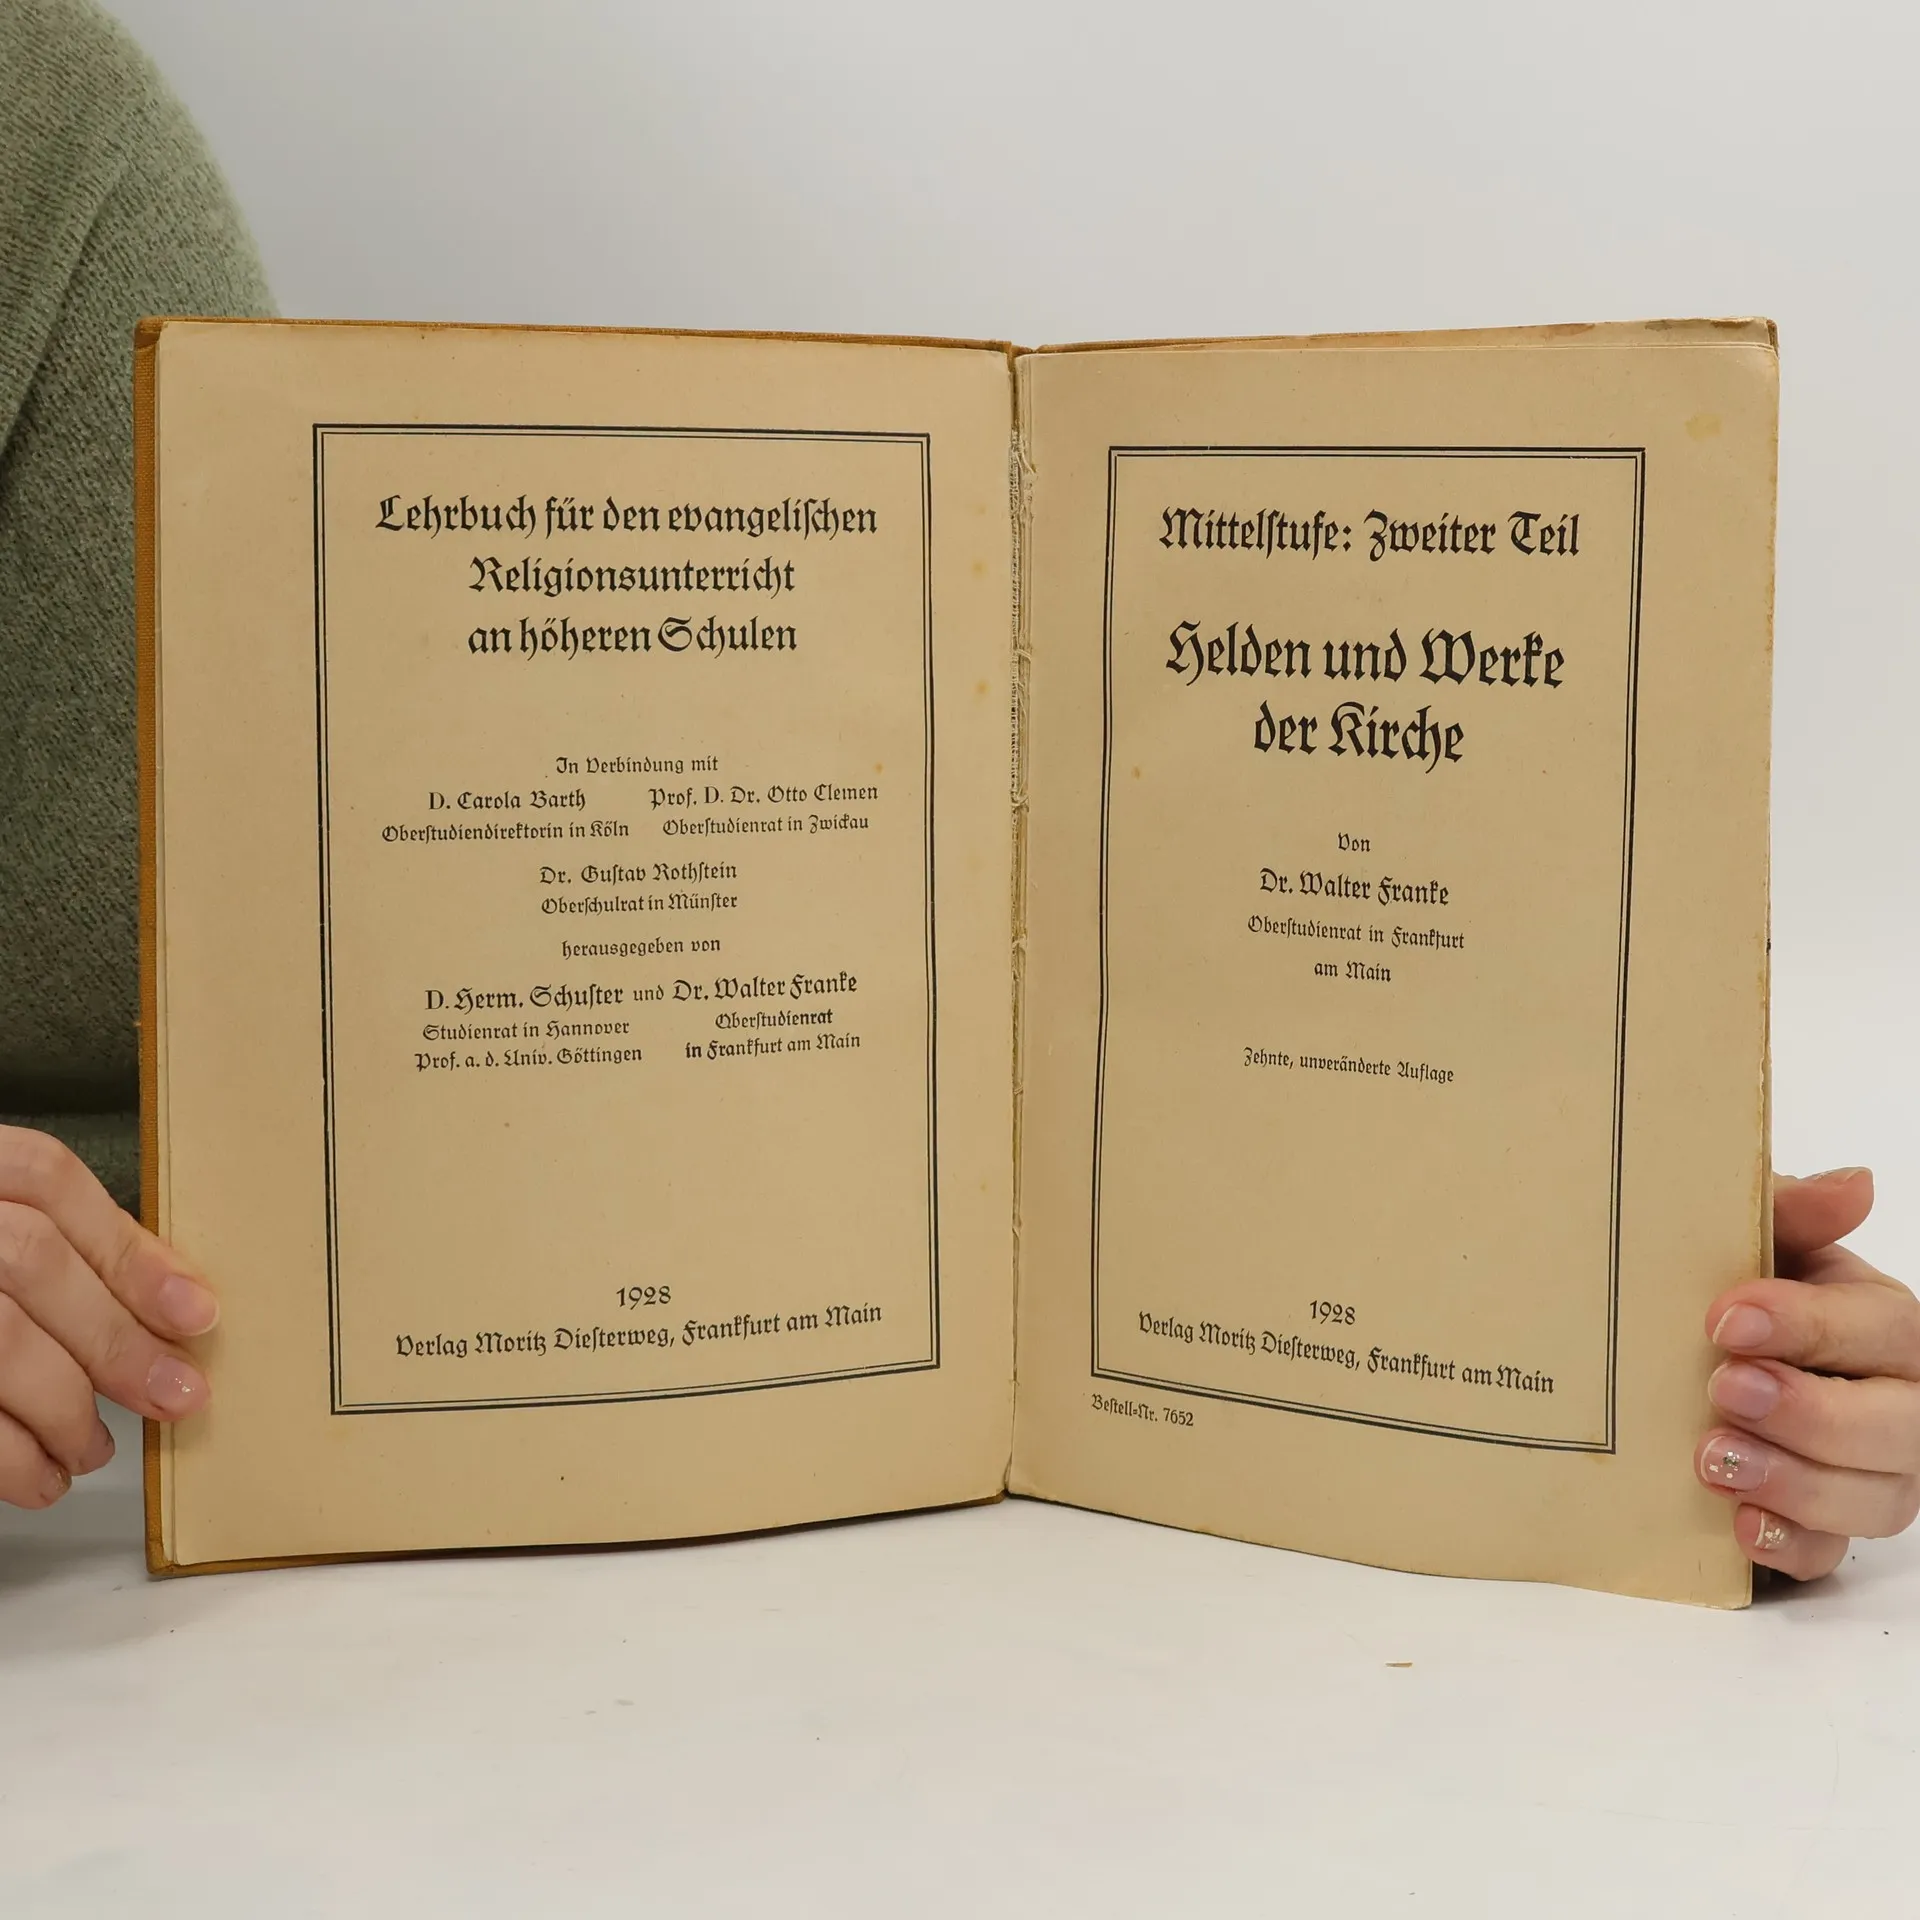 Lehrbuch für den evangeliſchen
Religionsunterricht
an höheren Schulen
In Verbindung mit
D. Carola Barth Prof. D. Dr. Otto Clemen
Oberſtudiendirektorin in Köln Oberſtudienrat in Zwickau
Dr. Guſtav Rothſtein
Oberſchulrat in Münſter
herausgegeben von
D. Herm. Schuſter und Dr. Walter Franke
Studienrat in Hannover Oberſtudienrat
Prof. a. d. Univ. Göttingen in Frankfurt am Main
1928
Verlag Moritz Dieſterweg, Frankfurt am Main
Mittelſtufe: Zweiter Teil
Helden und Werke
der Kirche
Von
Dr. Walter Franke
Oberſtudienrat in Frankfurt
am Main
Zehnte, unveränderte Auflage
1928
Verlag Moritz Dieſterweg, Frankfurt am Main
Beſtell=Nr. 7652